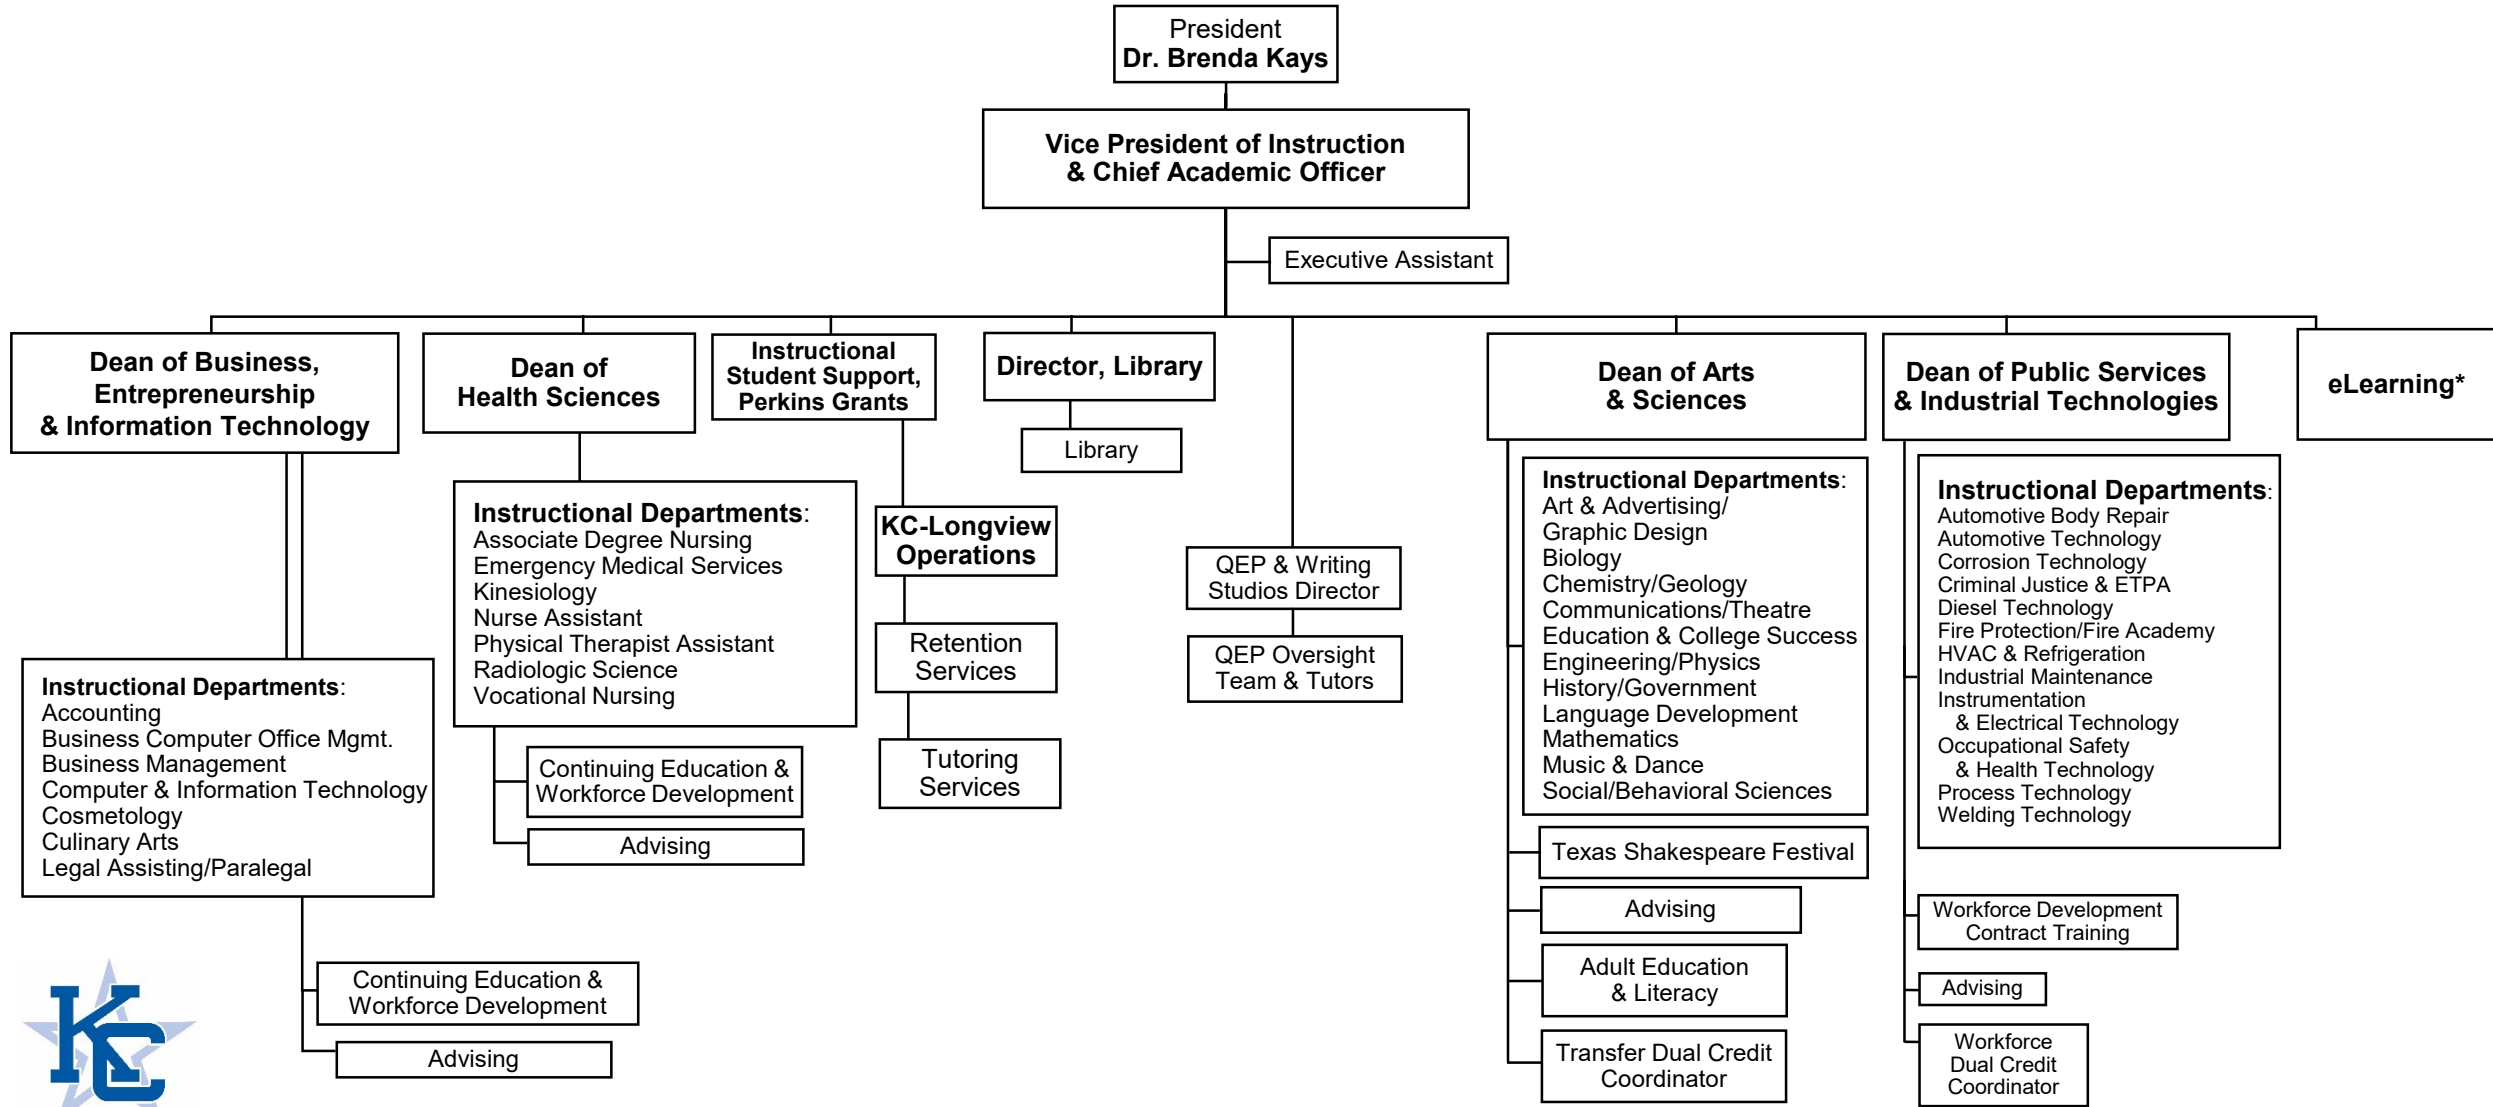 President
Dr. Brenda Kays
Vice President of Instruction
& Chief Academic Officer
Executive Assistant
Dean of Business,
Entrepreneurship
& Information Technology
Instructional Departments:
Accounting
Business Computer Office Mgmt.
Business Management
Computer & Information Technology
Cosmetology
Culinary Arts
Legal Assisting/Paralegal
Continuing Education &
Workforce Development
Advising
Dean of
Health Sciences
Instructional Departments:
Associate Degree Nursing
Emergency Medical Services
Kinesiology
Nurse Assistant
Physical Therapist Assistant
Radiologic Science
Vocational Nursing
Continuing Education &
Workforce Development
Advising
Instructional
Student Support,
Perkins Grants
KC-Longview
Operations
Retention
Services
Tutoring
Services
Director, Library
Library
QEP & Writing
Studios Director
QEP Oversight
Team & Tutors
Dean of Arts
& Sciences
Instructional Departments:
Art & Advertising/
Graphic Design
Biology
Chemistry/Geology
Communications/Theatre
Education & College Success
Engineering/Physics
History/Government
Language Development
Mathematics
Music & Dance
Social/Behavioral Sciences
Texas Shakespeare Festival
Advising
Adult Education
& Literacy
Transfer Dual Credit
Coordinator
Dean of Public Services
& Industrial Technologies
Instructional Departments:
Automotive Body Repair
Automotive Technology
Corrosion Technology
Criminal Justice & ETPA
Diesel Technology
Fire Protection/Fire Academy
HVAC & Refrigeration
Industrial Maintenance
Instrumentation
& Electrical Technology
Occupational Safety
& Health Technology
Process Technology
Welding Technology
Workforce Development
Contract Training
Advising
Workforce
Dual Credit
Coordinator
eLearning*
KC